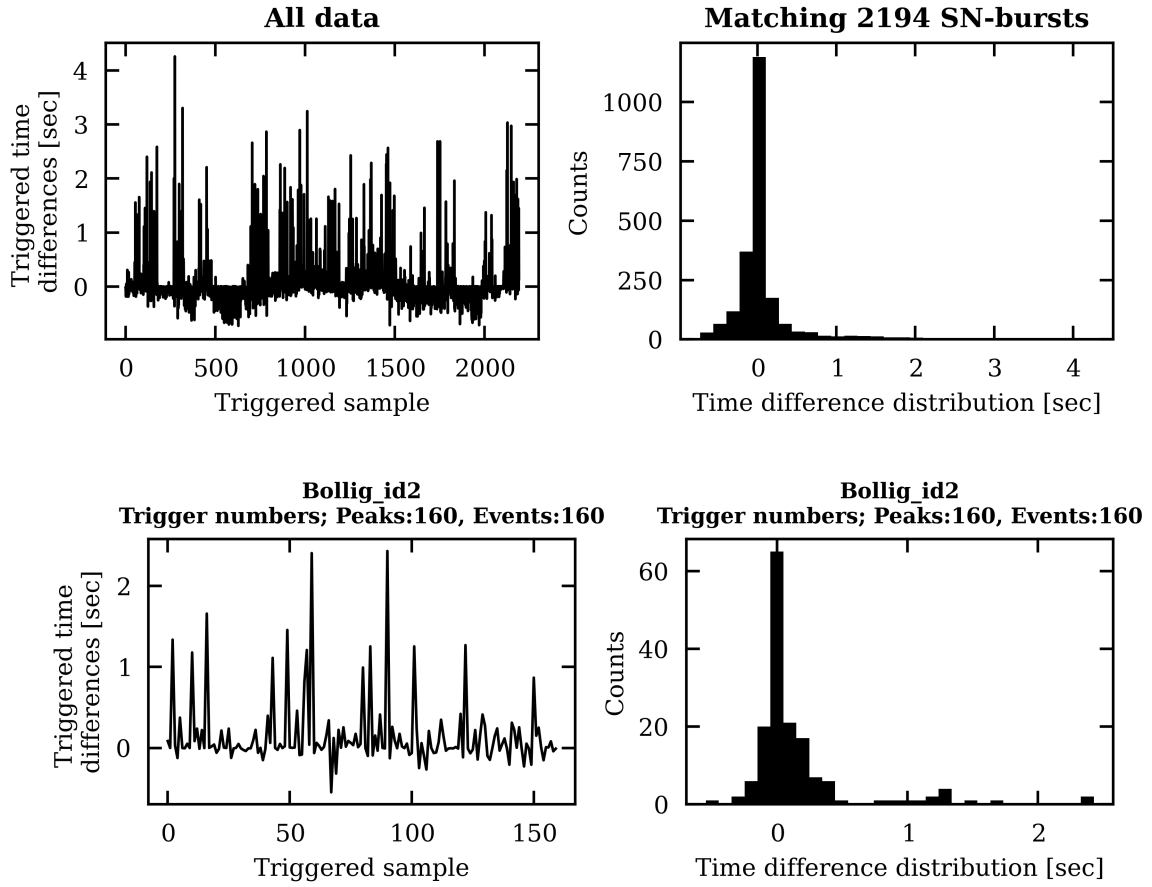 All data
Triggered time
differences [sec]
4
3
2
1
0
0 500 1000 1500 2000
Triggered sample
Matching 2194 SN-bursts
Counts
1000
750
500
250
0
0 1 2 3 4
Time difference distribution [sec]
Bollig_id2
Trigger numbers; Peaks:160, Events:160
Triggered time
differences [sec]
2
1
0
0 50 100 150
Triggered sample
Bollig_id2
Trigger numbers; Peaks:160, Events:160
Counts
60
40
20
0
0 1 2
Time difference distribution [sec]